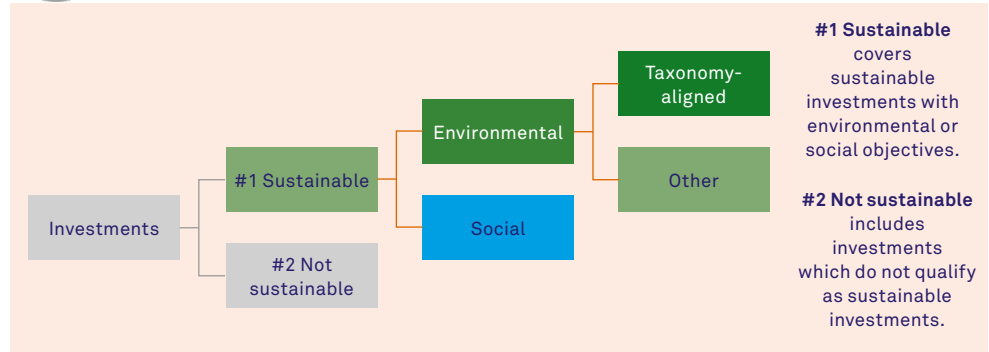 Investments
#1 Sustainable
#2 Not
sustainable
Environmental
Social
Taxonomy-
aligned
Other
#1 Sustainable
covers
sustainable
investments with
environmental or
social objectives.
#2 Not sustainable
includes
investments
which do not qualify
as sustainable
investments.